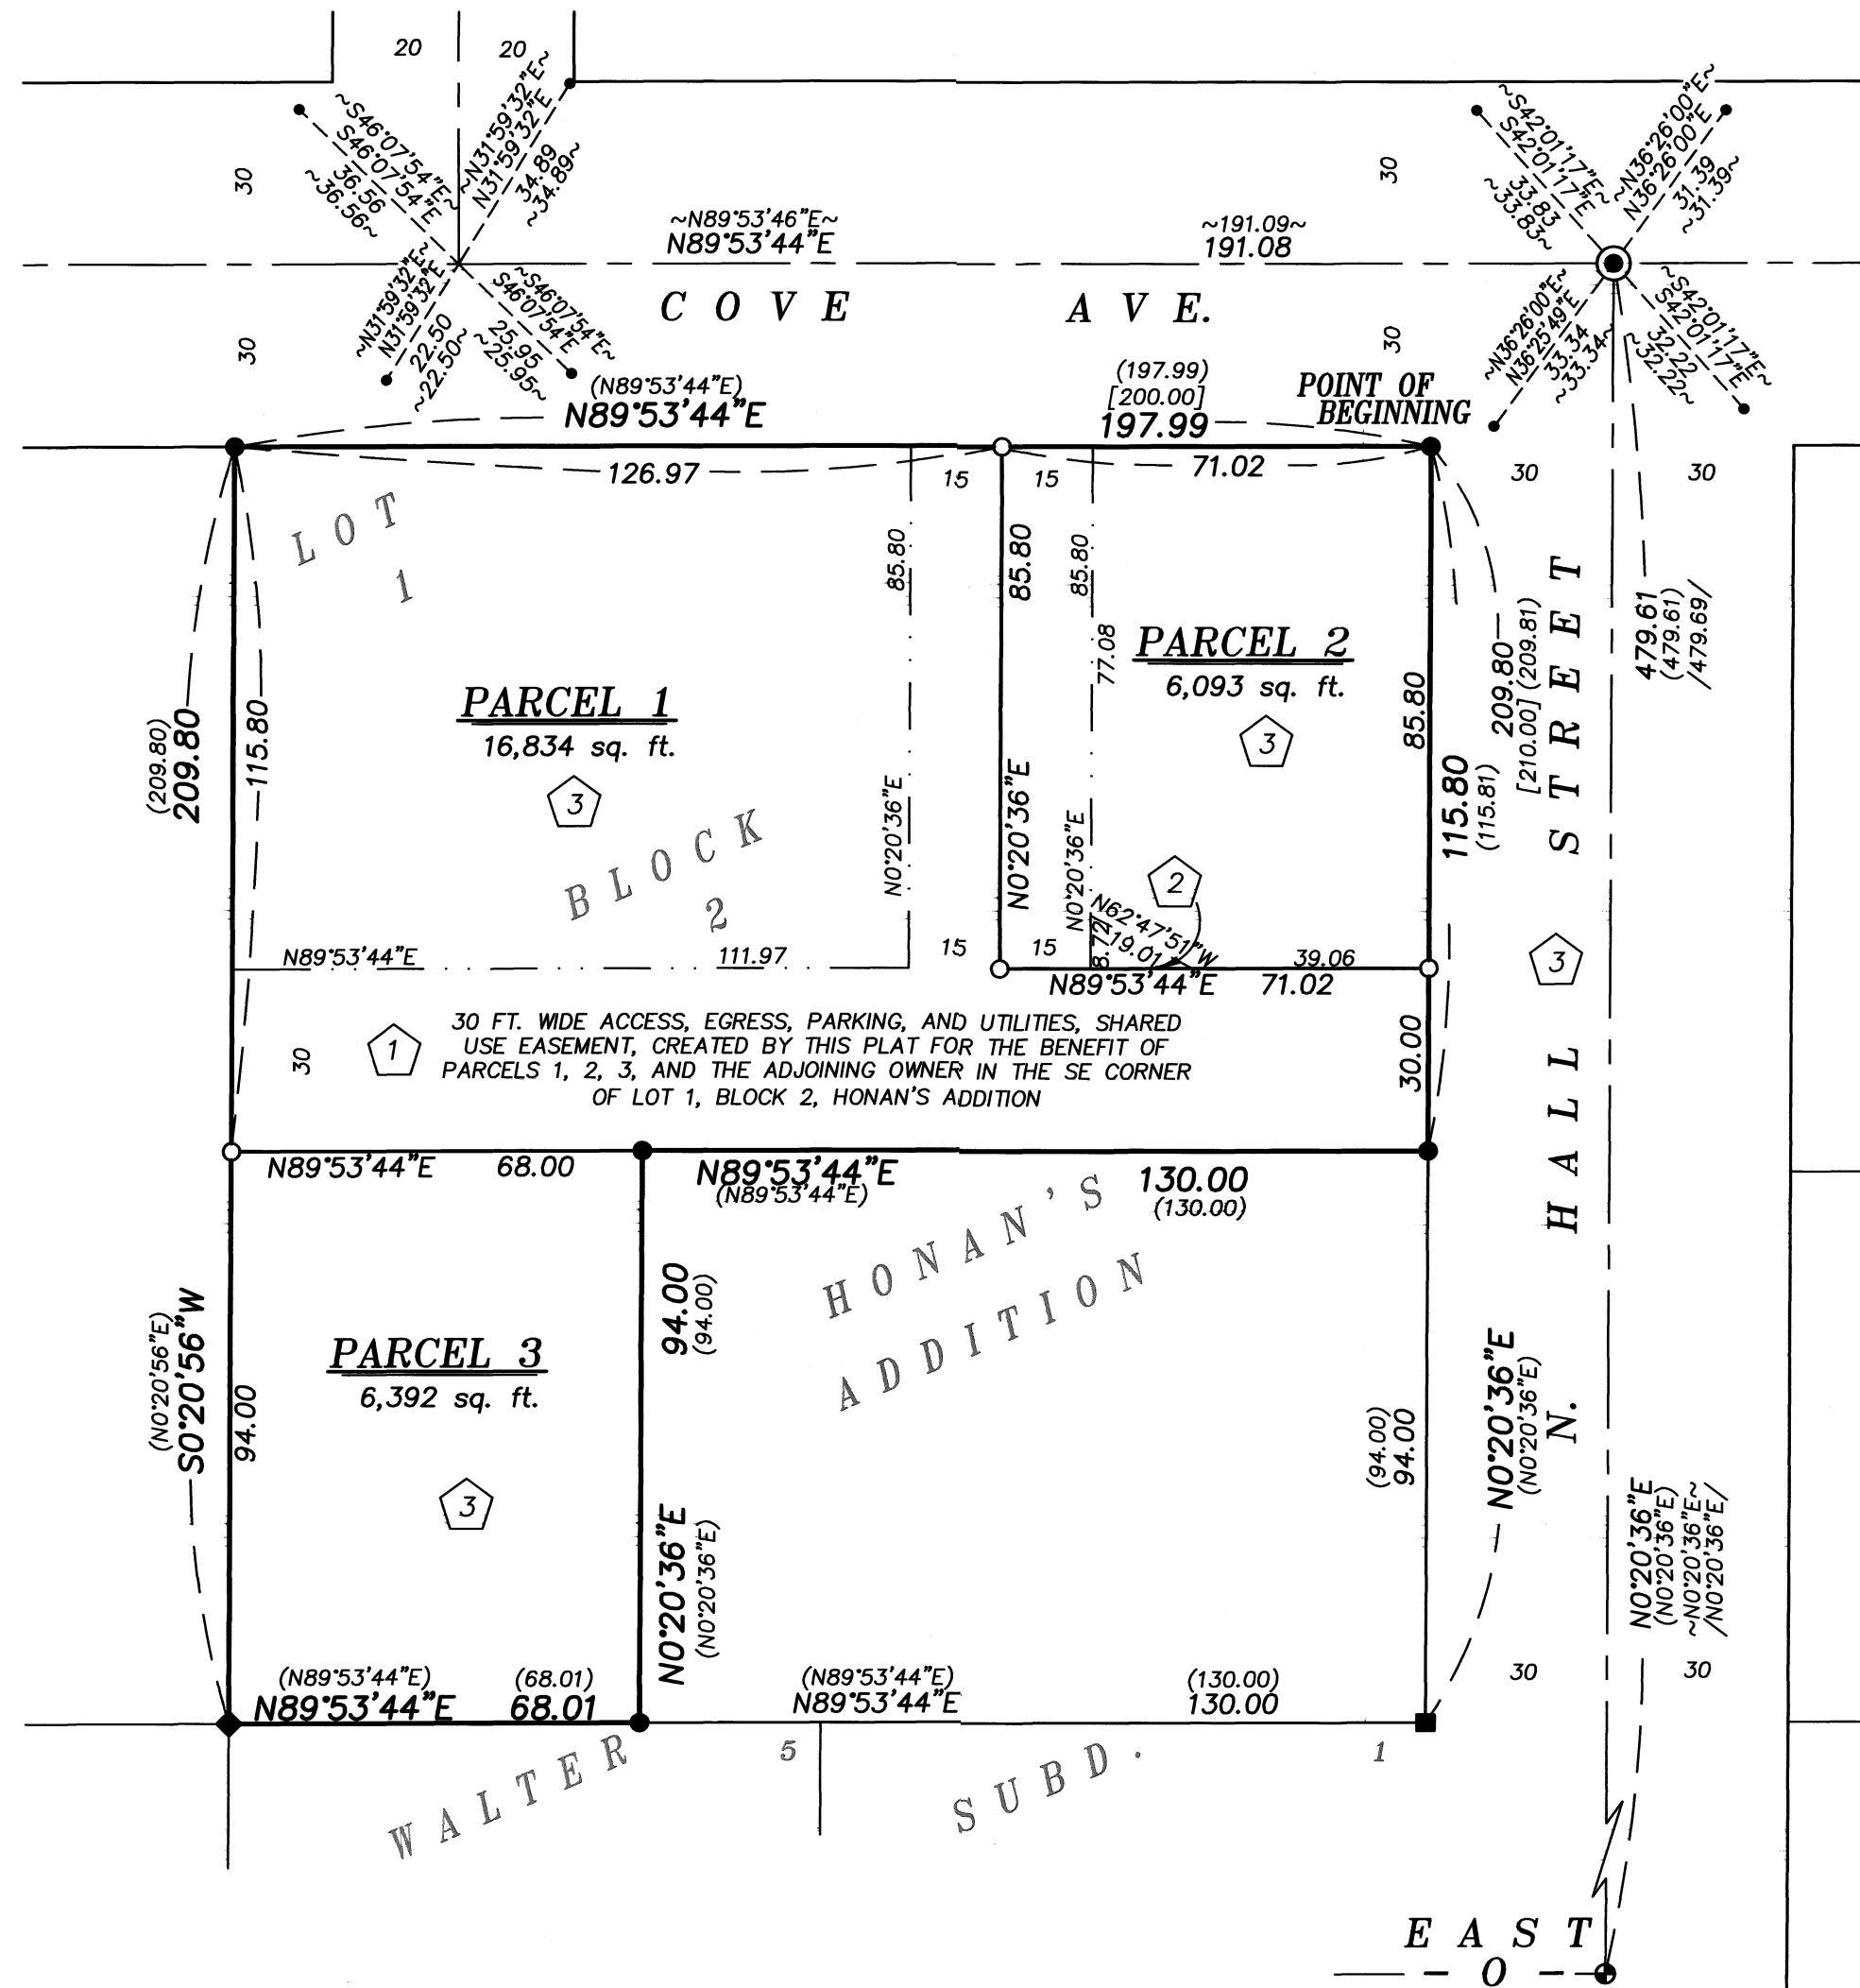 20
20
~N31°59'32"E~
N31°59'32"E
34.89
~34.89~
~S46°07'54"E~
S46°07'54"E
36.56
~36.56~
~S42°01'17"E~
S42°01'17"E
33.83
~33.83~
~N36°26'00"E~
N36°26'00"E
31.39
~31.39~
30
30
~N89°53'46"E~
N89°53'44"E
~191.09~
191.08
COVE AVE.
~N31°59'32"E~
N31°59'32"E
22.50
~22.50~
~S46°07'54"E~
S46°07'54"E
25.95
~25.95~
~N36°26'00"E~
N36°25'49"E
33.34
~33.34~
~S42°01'17"E~
S42°01'17"E
32.22
~32.22~
30
30
(N89°53'44"E)
N89°53'44"E
(197.99)
[200.00]
197.99
POINT OF
BEGINNING
126.97
15
15
71.02
30
30
LOT
1
85.80
85.80
85.80
77.08
PARCEL 2
6,093 sq. ft.
3
85.80
209.80
[210.00] (209.81)
479.61
(479.61)
/479.69/
PARCEL 1
16,834 sq. ft.
3
(209.80)
209.80
115.80
115.80
(115.81)
BLOCK
2
N0°20'36"E
N0°20'36"E
N0°20'36"E
2
N62°47'51"W
19.01
8.72
N89°53'44"E
111.97
15
15
39.06
N89°53'44"E
71.02
3
N. HALL STREET
30
1
30 FT. WIDE ACCESS, EGRESS, PARKING, AND UTILITIES, SHARED
USE EASEMENT, CREATED BY THIS PLAT FOR THE BENEFIT OF
PARCELS 1, 2, 3, AND THE ADJOINING OWNER IN THE SE CORNER
OF LOT 1, BLOCK 2, HONAN'S ADDITION
30.00
N89°53'44"E
68.00
N89°53'44"E
(N89°53'44"E)
130.00
(130.00)
HONAN'S
ADDITION
94.00
(94.00)
PARCEL 3
6,392 sq. ft.
3
(N0°20'56"E)
S0°20'56"W
94.00
(94.00)
94.00
N0°20'36"E
(N0°20'36"E)
N0°20'36"E
(N0°20'36"E)
N0°20'36"E
(N0°20'36"E)
~N0°20'36"E~
/N0°20'36"E/
30
30
(N89°53'44"E)
(68.01)
N89°53'44"E
68.01
(N89°53'44"E)
(130.00)
N89°53'44"E
130.00
5
1
WALTER SUBD.
EAST
- O -